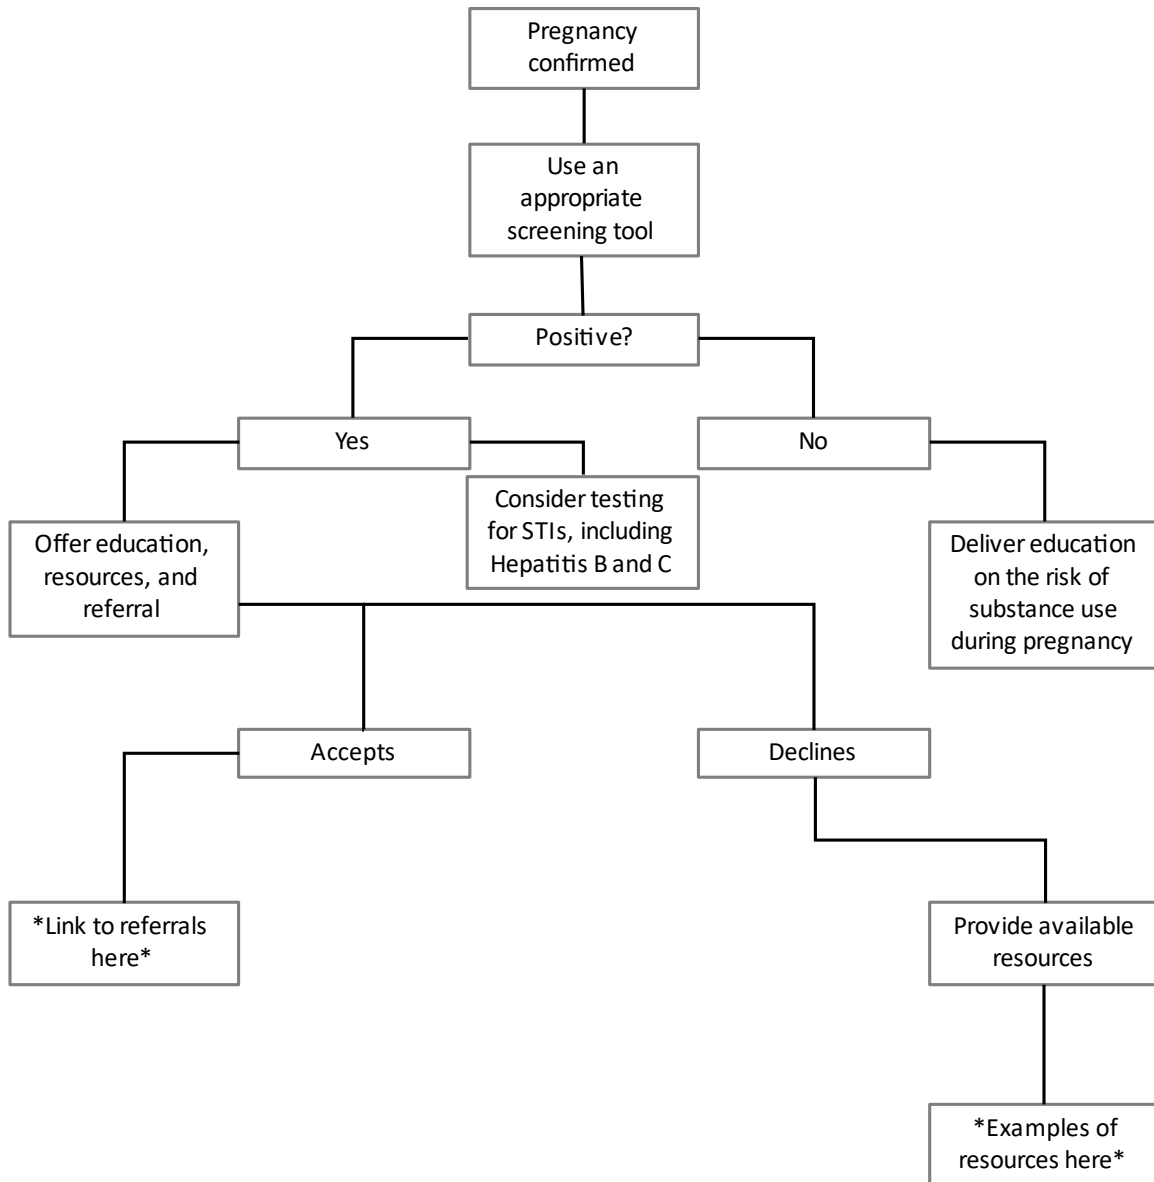 Pregnancy
confirmed
Use an
appropriate
screening tool
Positive?
Yes
No
Consider testing
for STIs, including
Hepatitis B and C
Offer education,
resources, and
referral
Deliver education
on the risk of
substance use
during pregnancy
Accepts
Declines
*Link to referrals
here*
Provide available
resources
*Examples of
resources here*